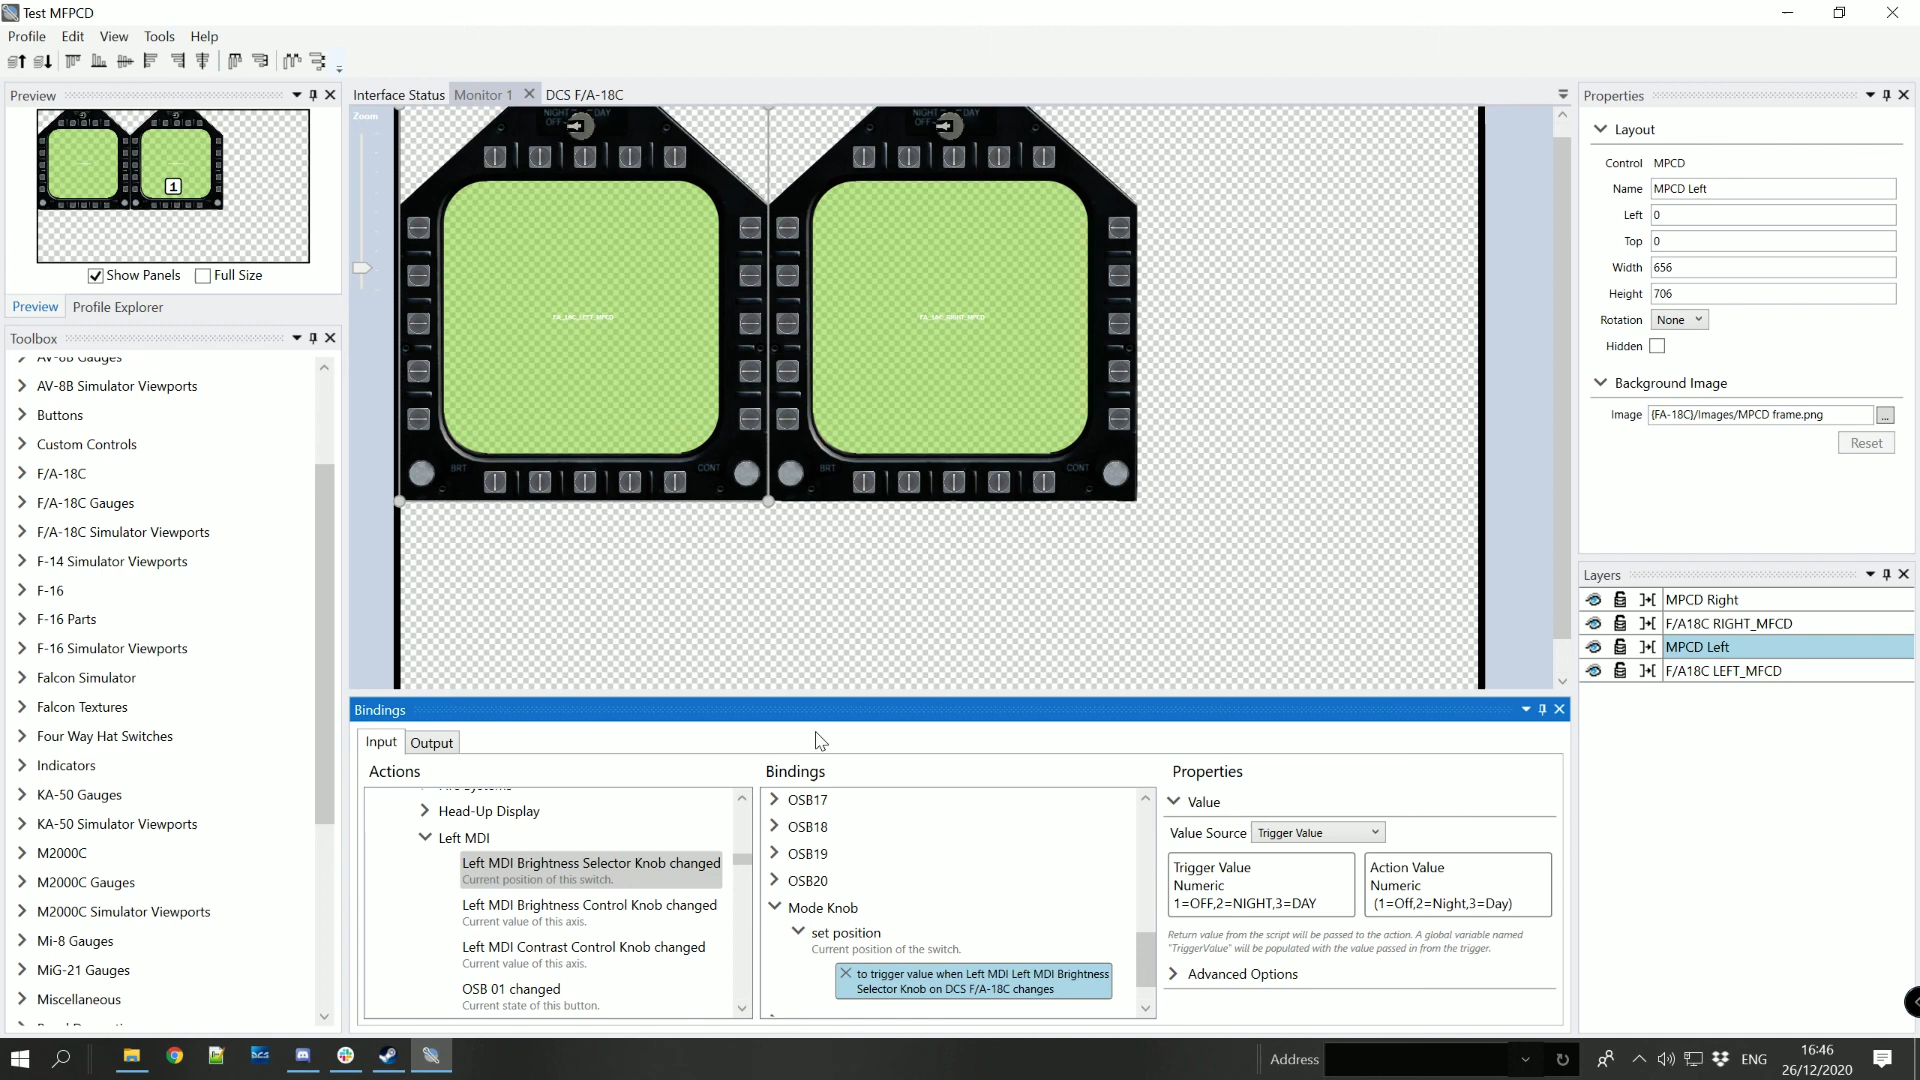 Test MFPCD
Profile Edit View Tools Help
Preview
1
Show Panels Full Size
Preview Profile Explorer
Toolbox
AV-8B Gauges
AV-8B Simulator Viewports
Buttons
Custom Controls
F/A-18C
F/A-18C Gauges
F/A-18C Simulator Viewports
F-14 Simulator Viewports
F-16
F-16 Parts
F-16 Simulator Viewports
Falcon Simulator
Falcon Textures
Four Way Hat Switches
Indicators
KA-50 Gauges
KA-50 Simulator Viewports
M2000C
M2000C Gauges
M2000C Simulator Viewports
Mi-8 Gauges
MiG-21 Gauges
Miscellaneous
Interface Status Monitor 1 DCS F/A-18C
Zoom
NIGHT DAY
OFF
NIGHT DAY
OFF
FA_18C_LEFT_MFCD
FA_18C_RIGHT_MFCD
BRT CONT
BRT CONT
Bindings
Input Output
Actions
Head-Up Display
Left MDI
Left MDI Brightness Selector Knob changed
Current position of this switch.
Left MDI Brightness Control Knob changed
Current value of this axis.
Left MDI Contrast Control Knob changed
Current value of this axis.
OSB 01 changed
Current state of this button.
Bindings
OSB17
OSB18
OSB19
OSB20
Mode Knob
set position
Current position of the switch.
to trigger value when Left MDI Left MDI Brightness
Selector Knob on DCS F/A-18C changes
Properties
Value
Value Source Trigger Value
Trigger Value
Numeric
1=OFF,2=NIGHT,3=DAY
Action Value
Numeric
(1=Off,2=Night,3=Day)
Return value from the script will be passed to the action. A global variable named
"TriggerValue" will be populated with the value passed in from the trigger.
Advanced Options
Properties
Layout
Control MPCD
Name MPCD Left
Left 0
Top 0
Width 656
Height 706
Rotation None
Hidden
Background Image
Image {FA-18C}/Images/MPCD frame.png ...
Reset
Layers
MPCD Right
F/A18C RIGHT_MFCD
MPCD Left
F/A18C LEFT_MFCD
DCS
Address
ENG
16:46
26/12/2020